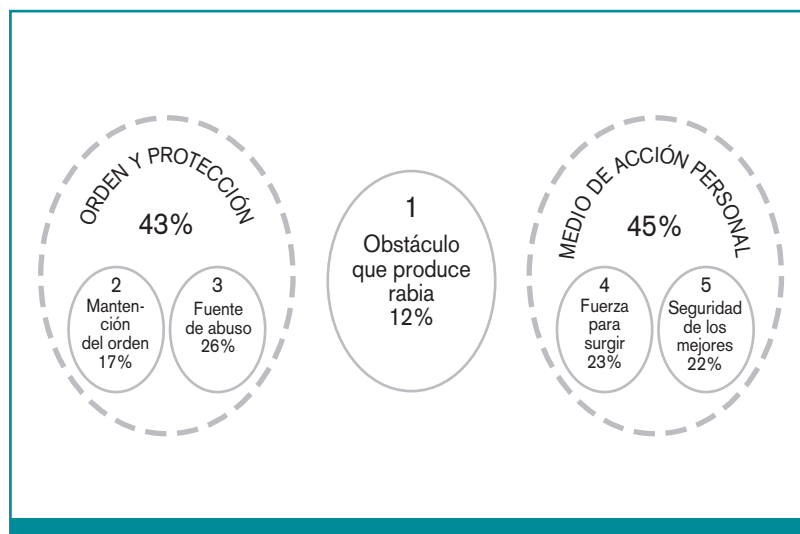 ORDEN Y PROTECCIÓN
43%
2
Manten-
ción
del orden
17%
3
Fuente
de abuso
26%
1
Obstáculo
que produce
rabia
12%
MEDIO DE ACCIÓN PERSONAL
45%
4
Fuerza
para
surgir
23%
5
Seguridad
de los
mejores
22%